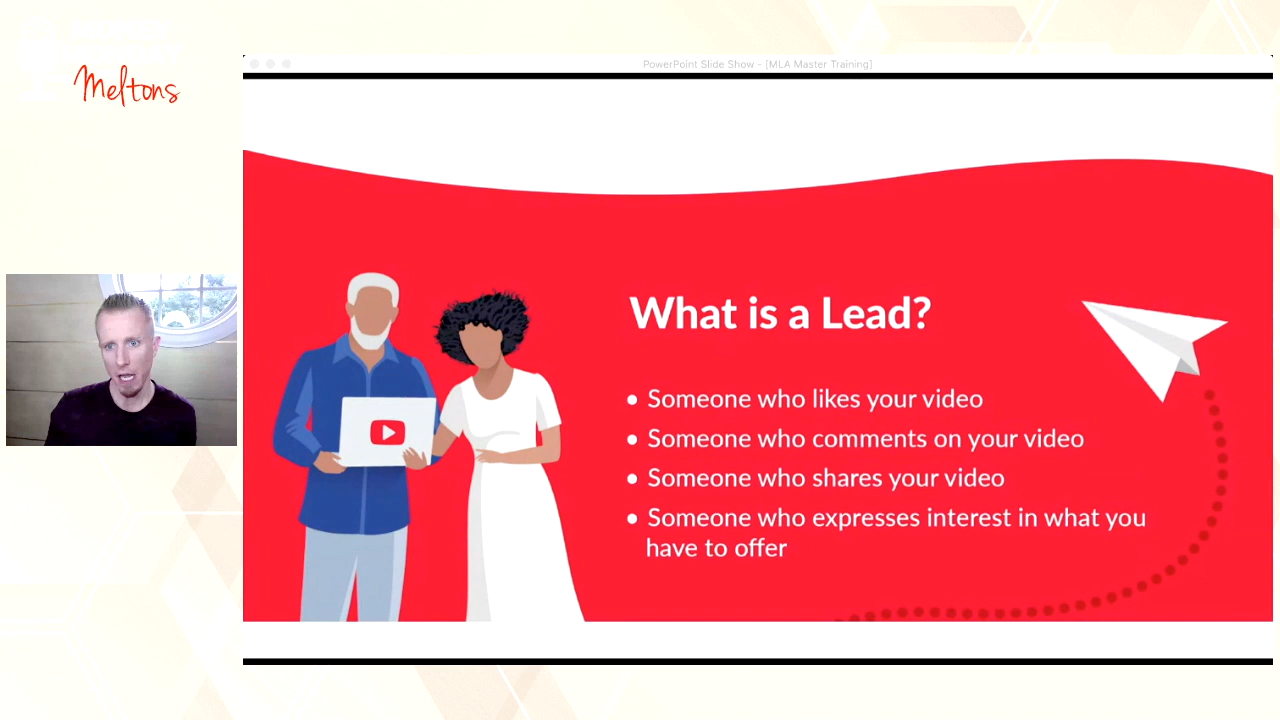 PowerPoint Slide Show - [MLA Master Training]
Meltons
What is a Lead?
• Someone who likes your video
• Someone who comments on your video
• Someone who shares your video
• Someone who expresses interest in what you
have to offer